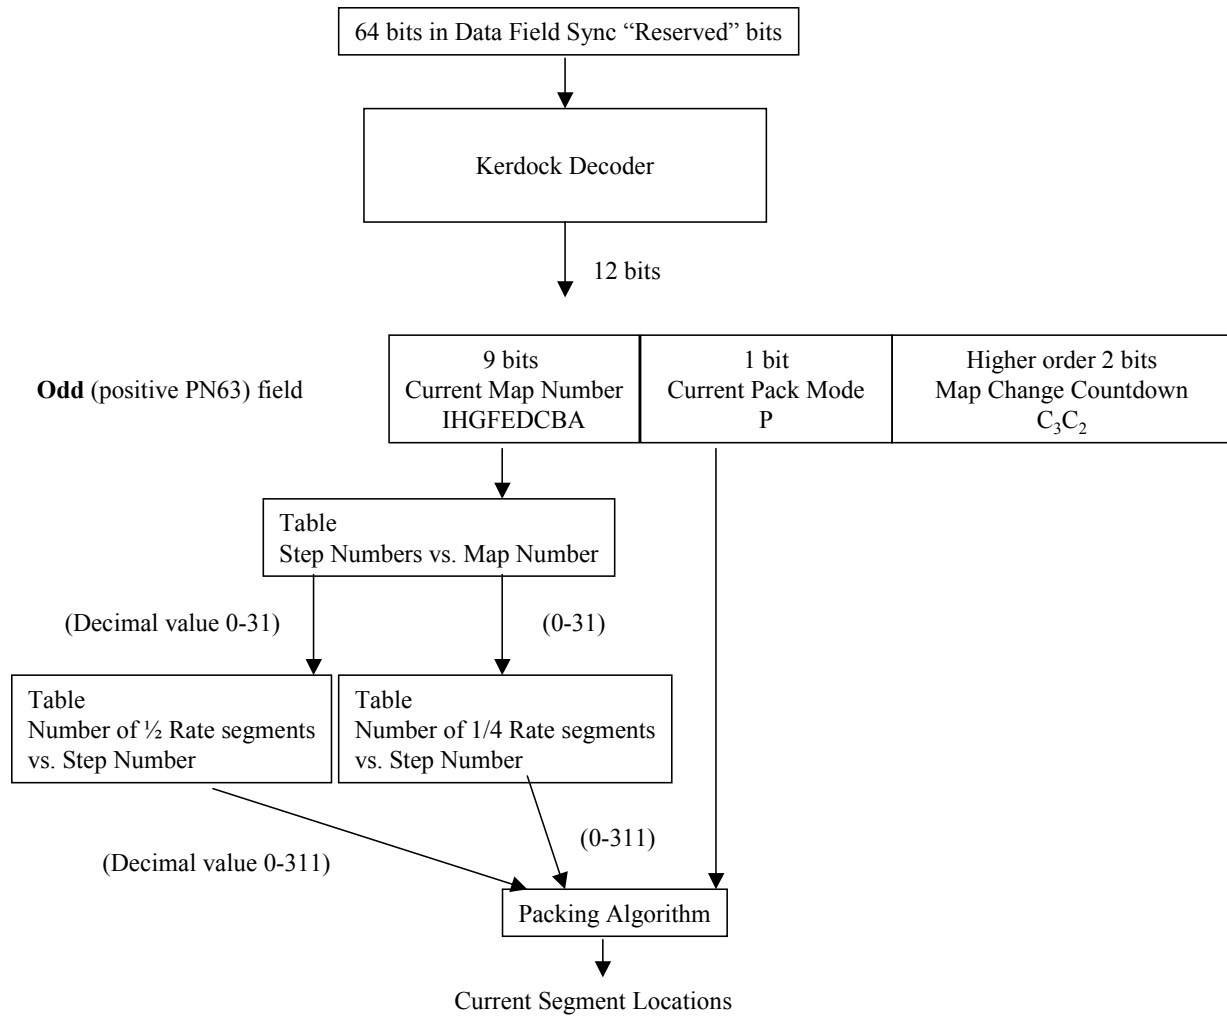 64 bits in Data Field Sync “Reserved” bits
Kerdock Decoder
12 bits
Odd (positive PN63) field
9 bits
Current Map Number
IHGFEDCBA
1 bit
Current Pack Mode
P
Higher order 2 bits
Map Change Countdown
C₃C₂
Table
Step Numbers vs. Map Number
(Decimal value 0-31)
(0-31)
Table
Number of ½ Rate segments
vs. Step Number
Table
Number of 1/4 Rate segments
vs. Step Number
(Decimal value 0-311)
(0-311)
Packing Algorithm
Current Segment Locations